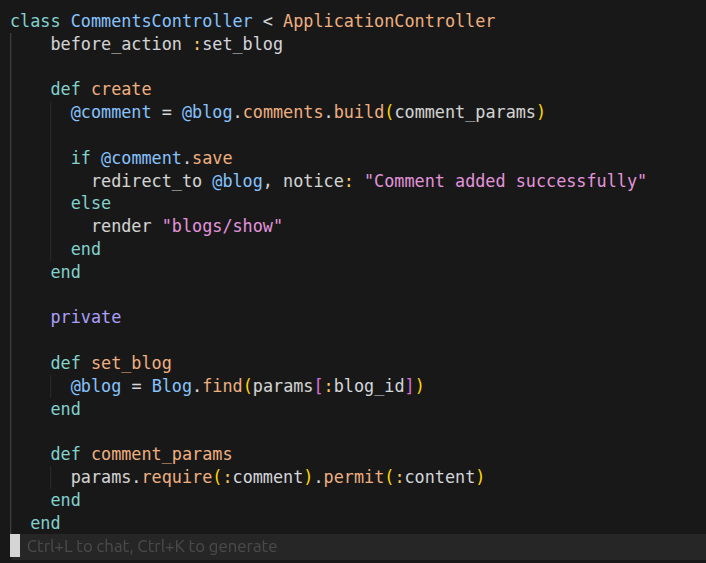 class CommentsController < ApplicationController
    before_action :set_blog

    def create
      @comment = @blog.comments.build(comment_params)

      if @comment.save
        redirect_to @blog, notice: "Comment added successfully"
      else
        render "blogs/show"
      end
    end

    private

    def set_blog
      @blog = Blog.find(params[:blog_id])
    end

    def comment_params
      params.require(:comment).permit(:content)
    end
  end
Ctrl+L to chat, Ctrl+K to generate